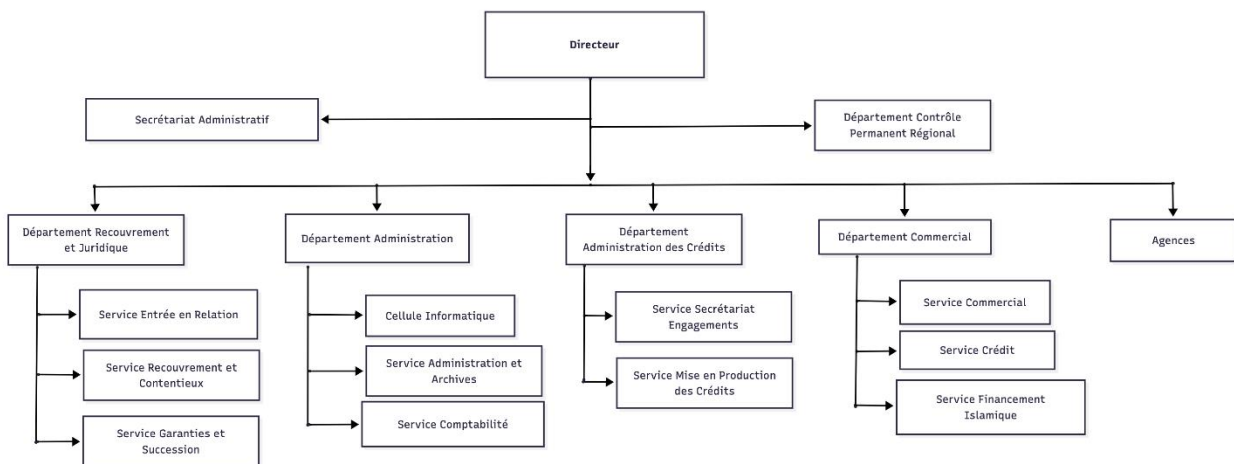 Directeur
Secrétariat Administratif
Département Contrôle
Permanent Régional
Département Recouvrement
et Juridique
Département Administration
Département
Administration des Crédits
Département Commercial
Agences
Service Entrée en Relation
Service Recouvrement et
Contentieux
Service Garanties et
Succession
Cellule Informatique
Service Administration et
Archives
Service Comptabilité
Service Secrétariat
Engagements
Service Mise en Production
des Crédits
Service Commercial
Service Crédit
Service Financement
Islamique